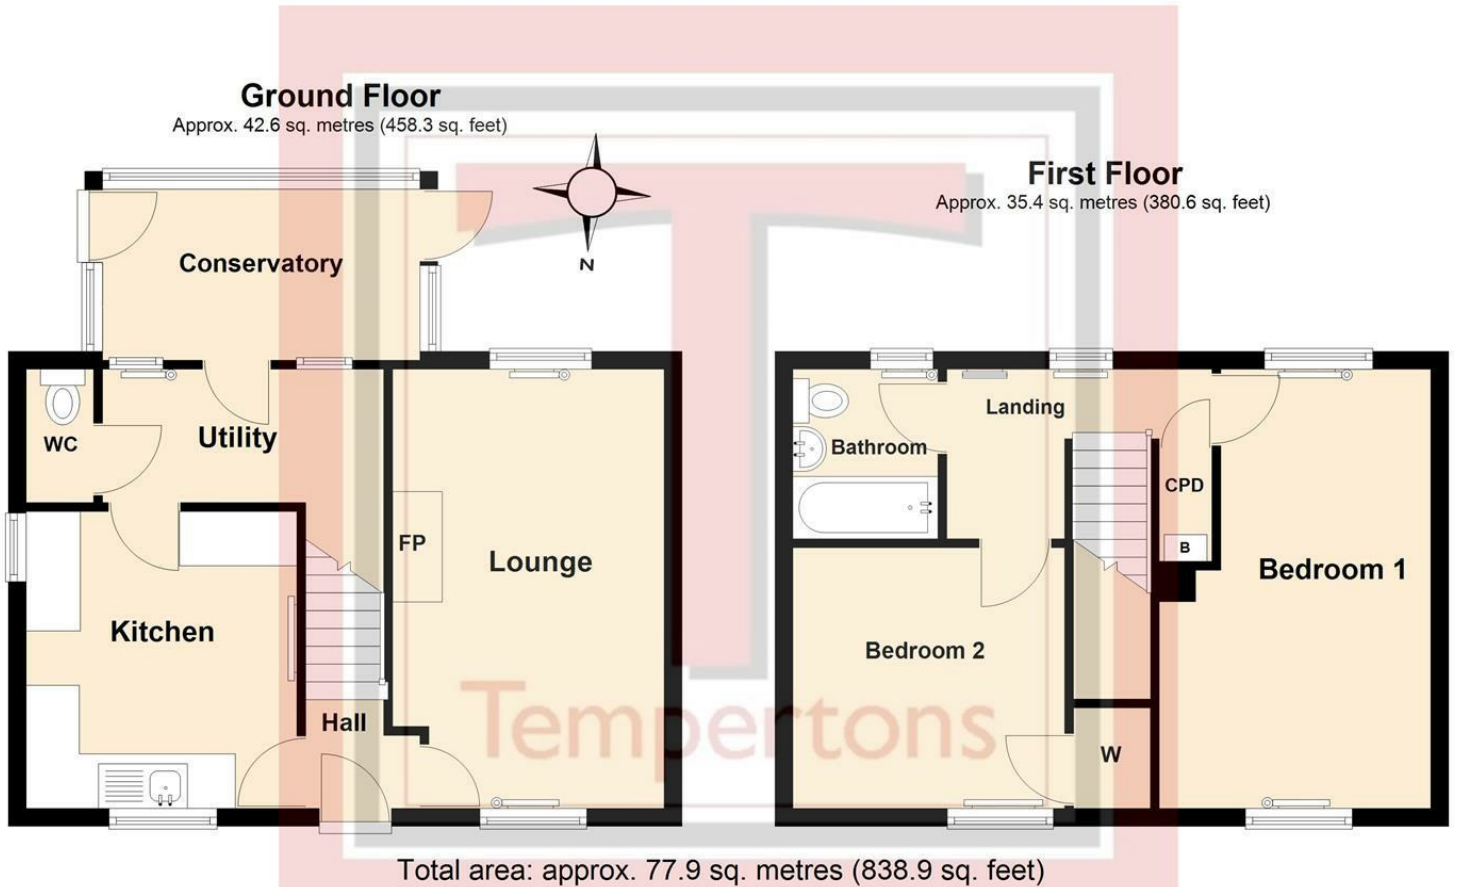 Ground Floor
Approx. 42.6 sq. metres (458.3 sq. feet)
First Floor
Approx. 35.4 sq. metres (380.6 sq. feet)
N
Conservatory
WC
Utility
FP
Lounge
Kitchen
Hall
Landing
Bathroom
CPD
B
Bedroom 1
Bedroom 2
W
Tempertons
Total area: approx. 77.9 sq. metres (838.9 sq. feet)